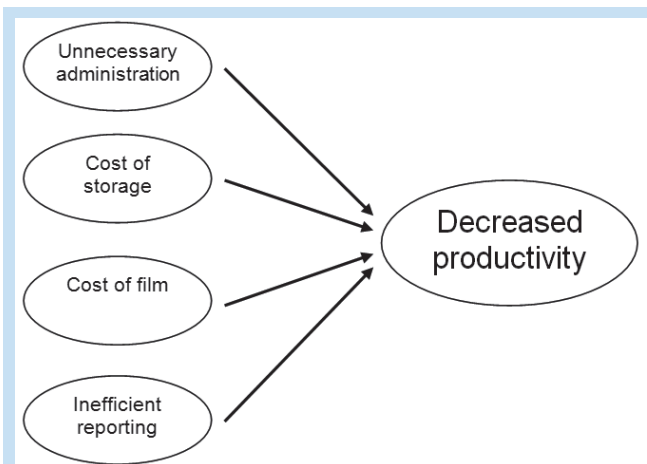 Unnecessary
administration
Cost of
storage
Cost of film
Inefficient
reporting
Decreased
productivity